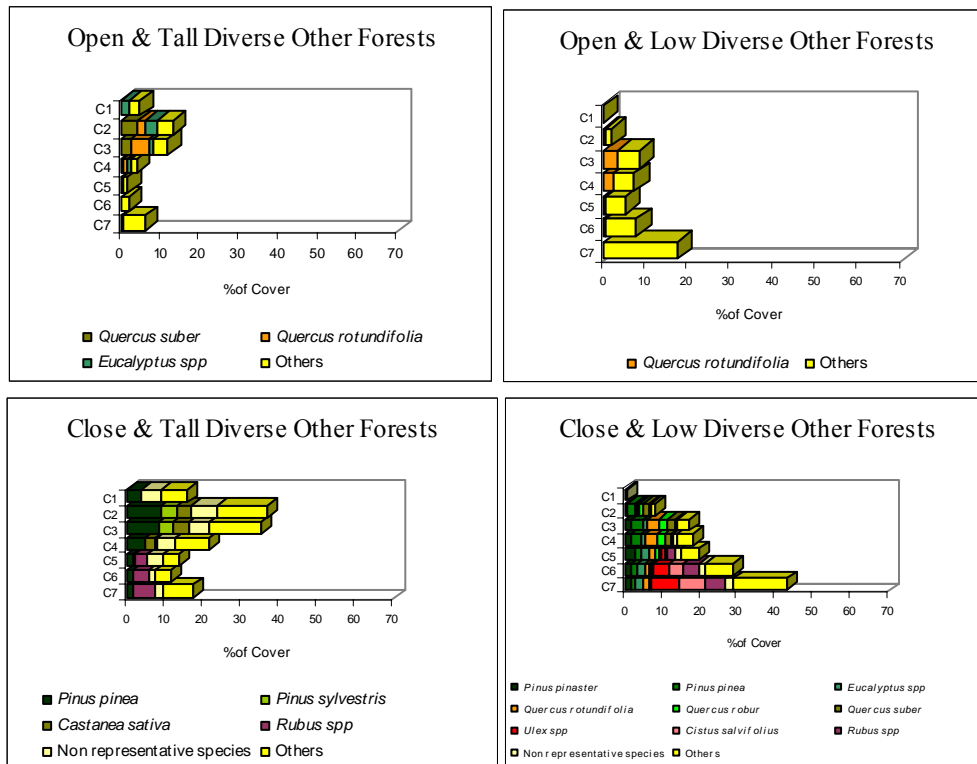 Open & Tall Diverse Other Forests
C1
C2
C3
C4
C5
C6
C7
0 10 20 30 40 50 60 70
%of Cover
Quercus suber Quercus rotundifolia
Eucalyptus spp Others
Open & Low Diverse Other Forests
C1
C2
C3
C4
C5
C6
C7
0 10 20 30 40 50 60 70
%of Cover
Quercus rotundifolia Others
Close & Tall Diverse Other Forests
C1
C2
C3
C4
C5
C6
C7
0 10 20 30 40 50 60 70
%of Cover
Pinus pinea Pinus sylvestris
Castanea sativa Rubus spp
Non representative species Others
Close & Low Diverse Other Forests
C1
C2
C3
C4
C5
C6
C7
0 10 20 30 40 50 60 70
%of Cover
Pinus pinaster Pinus pinea Eucalyptus spp
Quercus rotundifolia Quercus robur Quercus suber
Ulex spp Cistus salvifolius Rubus spp
Non representative species Others